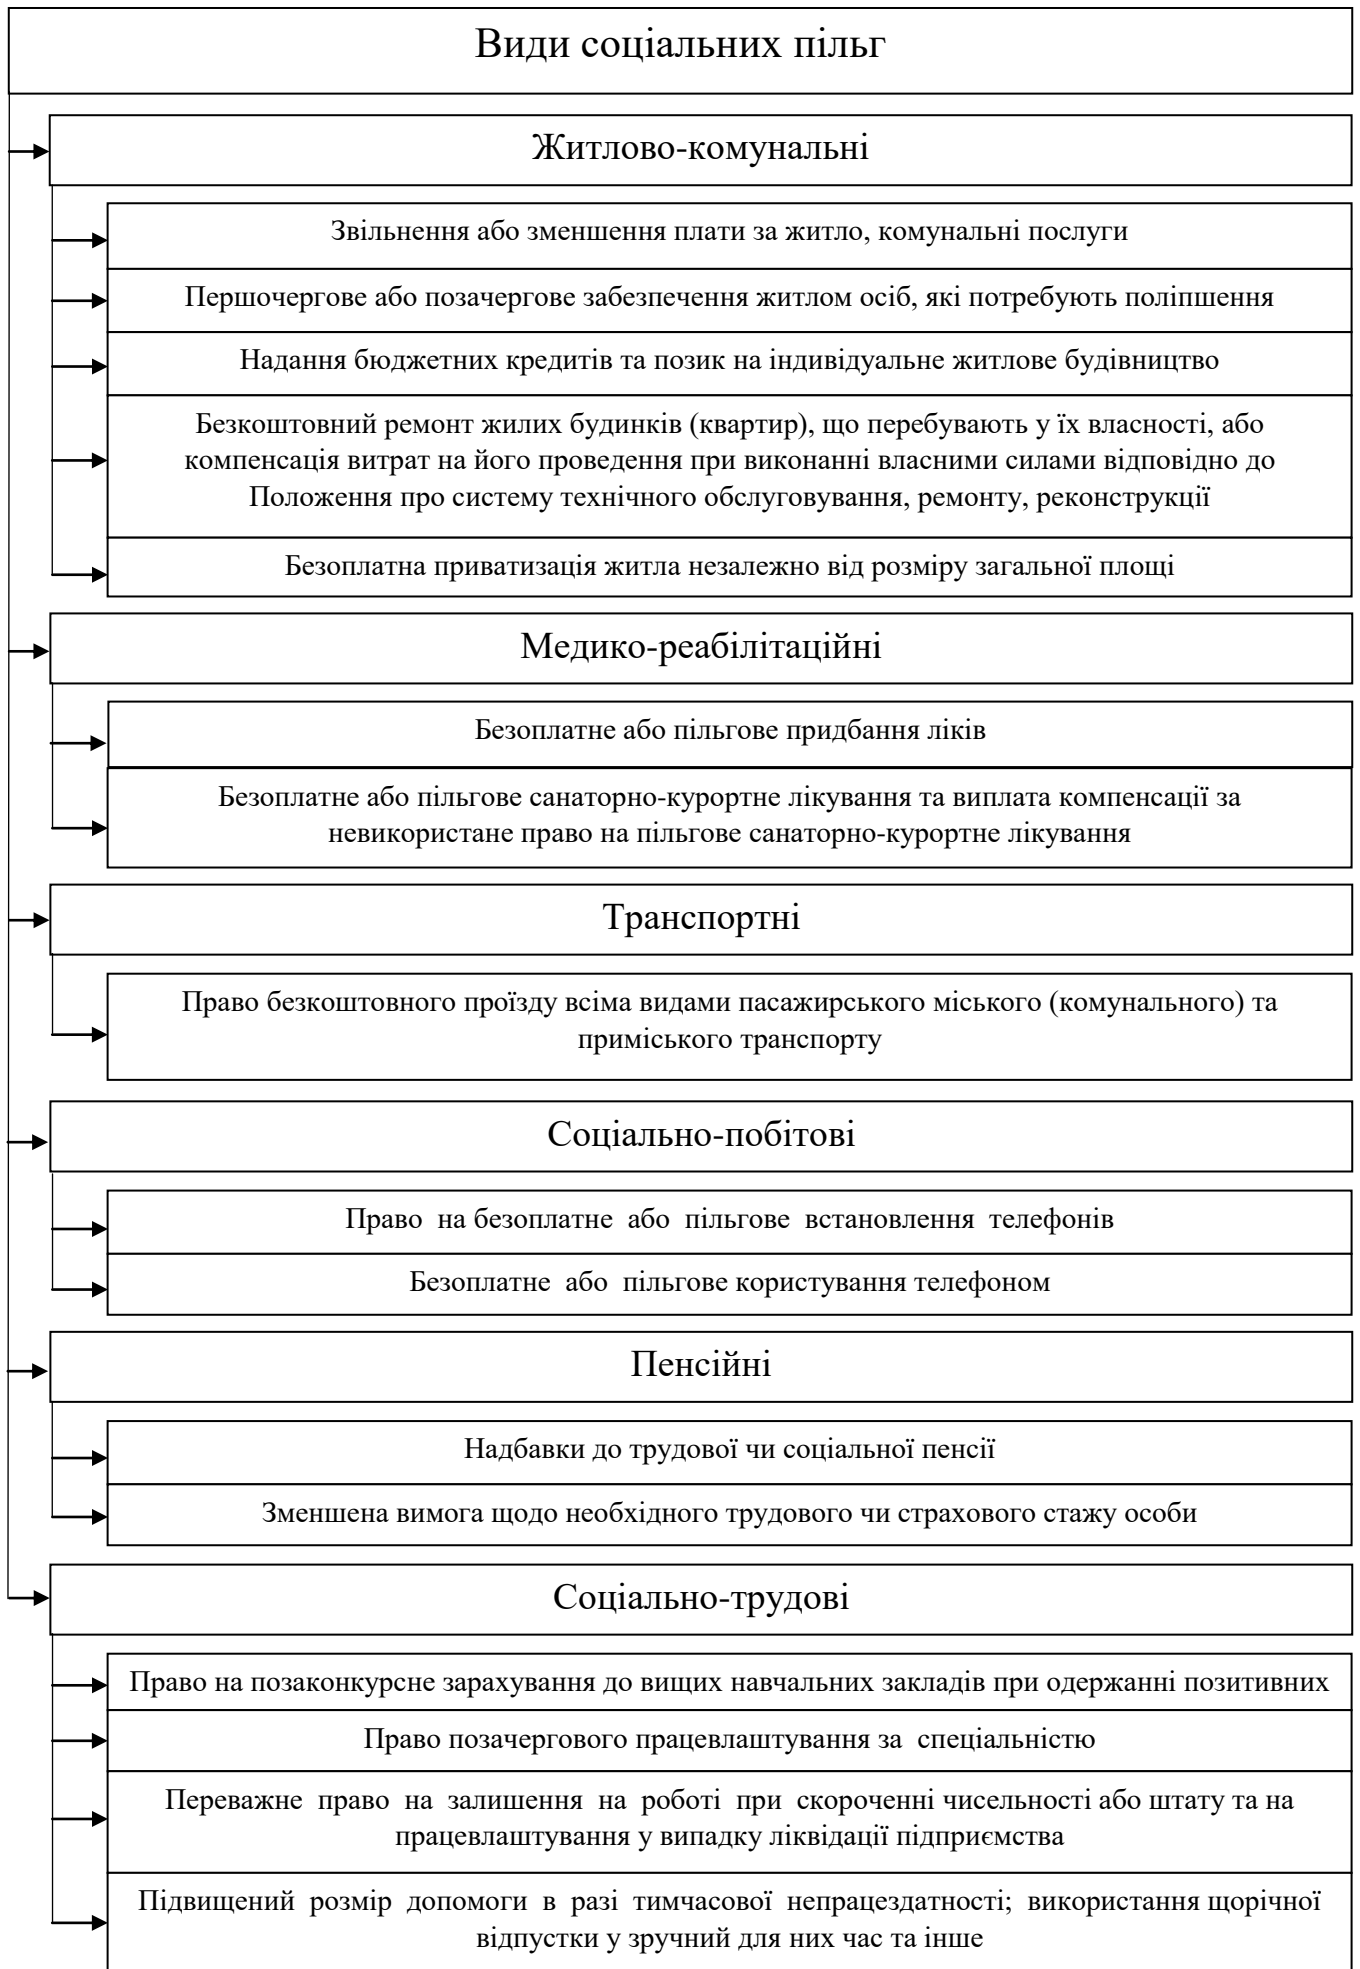 Види соціальних пільг
Житлово-комунальні
Звільнення або зменшення плати за житло, комунальні послуги
Першочергове або позачергове забезпечення житлом осіб, які потребують поліпшення
Надання бюджетних кредитів та позик на індивідуальне житлове будівництво
Безкоштовний ремонт жилих будинків (квартир), що перебувають у їх власності, або
компенсація витрат на його проведення при виконанні власними силами відповідно до
Положення про систему технічного обслуговування, ремонту, реконструкції
Безоплатна приватизація житла незалежно від розміру загальної площі
Медико-реабілітаційні
Безоплатне або пільгове придбання ліків
Безоплатне або пільгове санаторно-курортне лікування та виплата компенсації за
невикористане право на пільгове санаторно-курортне лікування
Транспортні
Право безкоштовного проїзду всіма видами пасажирського міського (комунального) та
приміського транспорту
Соціально-побітові
Право на безоплатне або пільгове встановлення телефонів
Безоплатне або пільгове користування телефоном
Пенсійні
Надбавки до трудової чи соціальної пенсії
Зменшена вимога щодо необхідного трудового чи страхового стажу особи
Соціально-трудові
Право на позаконкурсне зарахування до вищих навчальних закладів при одержанні позитивних
Право позачергового працевлаштування за спеціальністю
Переважне право на залишення на роботі при скороченні чисельності або штату та на
працевлаштування у випадку ліквідації підприємства
Підвищений розмір допомоги в разі тимчасової непрацездатності; використання щорічної
відпустки у зручний для них час та інше